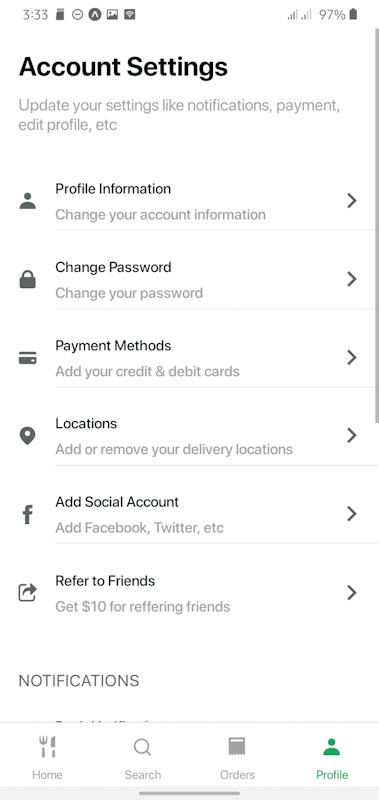 3:33
97%
Account Settings
Update your settings like notifications, payment,
edit profile, etc
Profile Information
Change your account information
Change Password
Change your password
Payment Methods
Add your credit & debit cards
Locations
Add or remove your delivery locations
Add Social Account
Add Facebook, Twitter, etc
Refer to Friends
Get $10 for reffering friends
NOTIFICATIONS
Home
Search
Orders
Profile